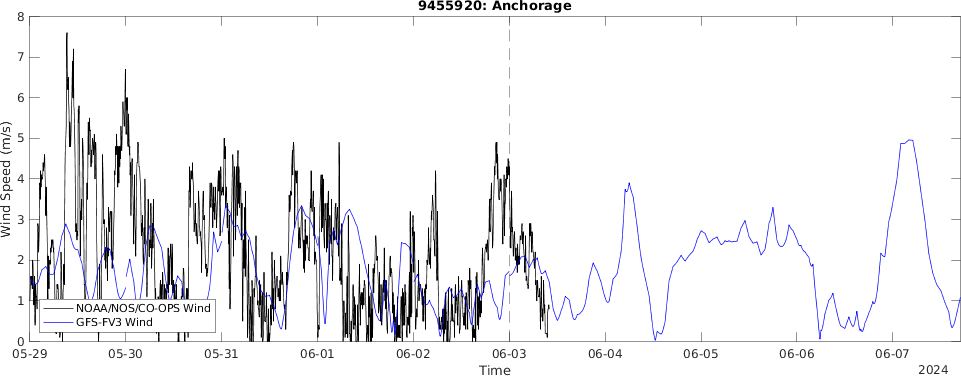 9455920: Anchorage
Wind Speed (m/s)
8
7
6
5
4
3
2
1
0
NOAA/NOS/CO-OPS Wind
GFS-FV3 Wind
05-29 05-30 05-31 06-01 06-02 06-03 06-04 06-05 06-06 06-07
Time
2024